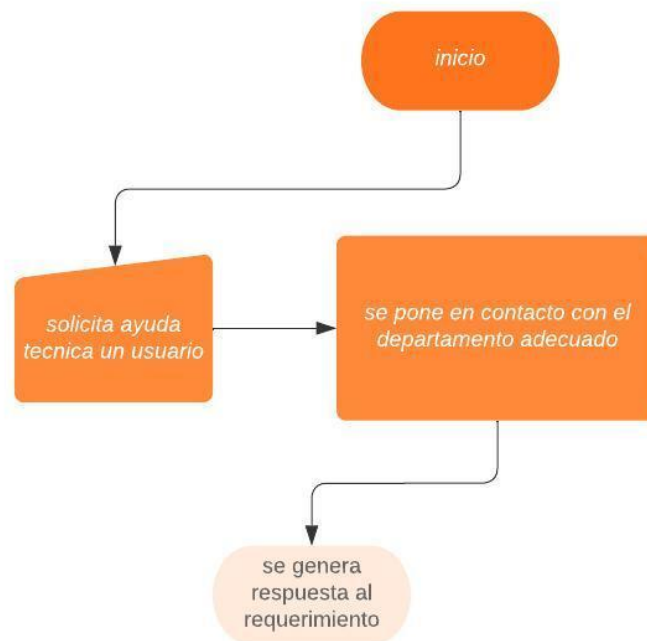 inicio
solicita ayuda
tecnica un usuario
se pone en contacto con el
departamento adecuado
se genera
respuesta al
requerimiento